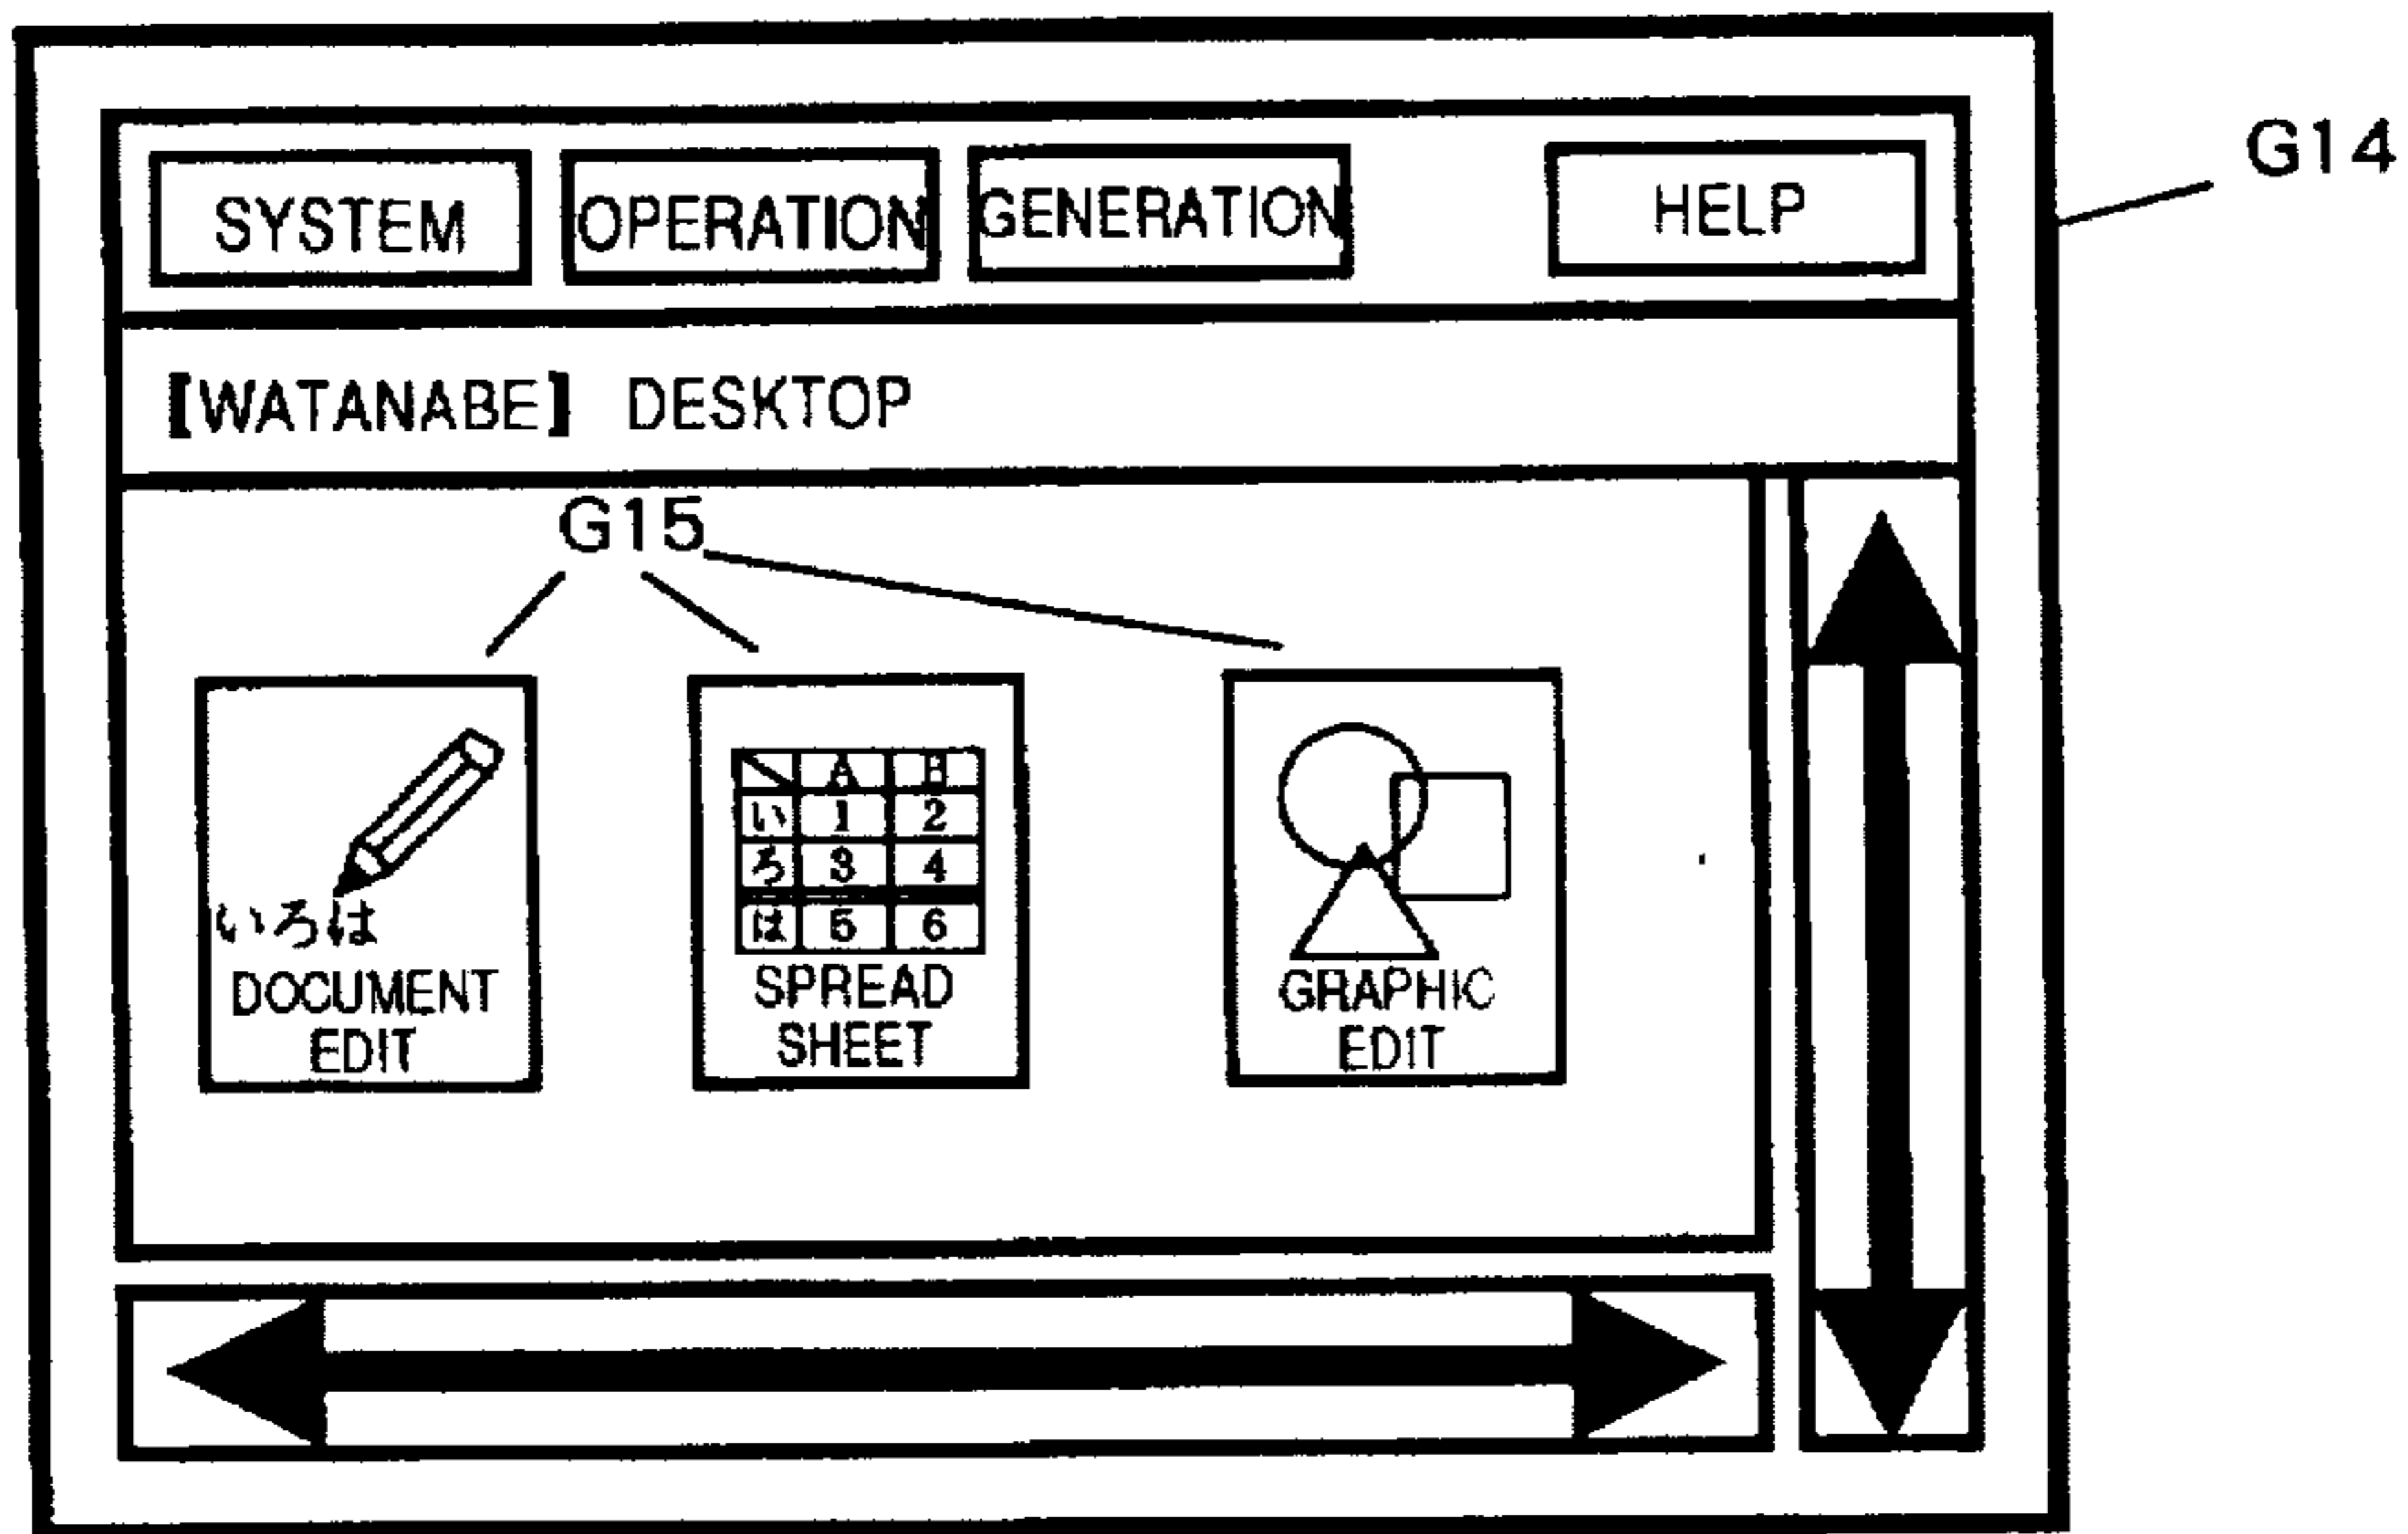 G14
SYSTEM OPERATION GENERATION HELP
[WATANABE] DESKTOP
G15
いろは
DOCUMENT
EDIT
A B
い 1 2
ろ 3 4
は 5 6
SPREAD
SHEET
GRAPHIC
EDIT